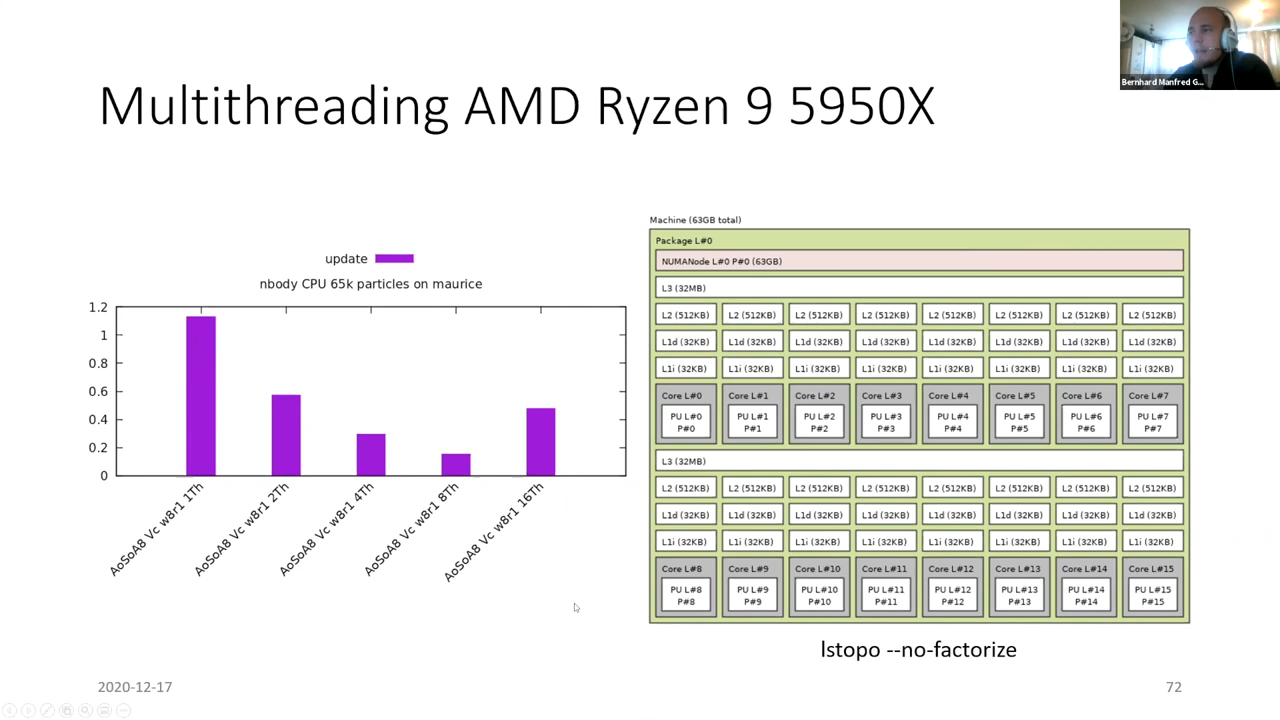 Bernhard Manfred G...
Multithreading AMD Ryzen 9 5950X
update
nbody CPU 65k particles on maurice
1.2
1
0.8
0.6
0.4
0.2
0
AoSoA8 Vc w8r1 1Th
AoSoA8 Vc w8r1 2Th
AoSoA8 Vc w8r1 4Th
AoSoA8 Vc w8r1 8Th
AoSoA8 Vc w8r1 16Th
Machine (63GB total)
Package L#0
NUMANode L#0 P#0 (63GB)
L3 (32MB)
L2 (512KB) L2 (512KB) L2 (512KB) L2 (512KB) L2 (512KB) L2 (512KB) L2 (512KB) L2 (512KB)
L1d (32KB) L1d (32KB) L1d (32KB) L1d (32KB) L1d (32KB) L1d (32KB) L1d (32KB) L1d (32KB)
L1i (32KB) L1i (32KB) L1i (32KB) L1i (32KB) L1i (32KB) L1i (32KB) L1i (32KB) L1i (32KB)
Core L#0 Core L#1 Core L#2 Core L#3 Core L#4 Core L#5 Core L#6 Core L#7
PU L#0 PU L#1 PU L#2 PU L#3 PU L#4 PU L#5 PU L#6 PU L#7
P#0 P#1 P#2 P#3 P#4 P#5 P#6 P#7
L3 (32MB)
L2 (512KB) L2 (512KB) L2 (512KB) L2 (512KB) L2 (512KB) L2 (512KB) L2 (512KB) L2 (512KB)
L1d (32KB) L1d (32KB) L1d (32KB) L1d (32KB) L1d (32KB) L1d (32KB) L1d (32KB) L1d (32KB)
L1i (32KB) L1i (32KB) L1i (32KB) L1i (32KB) L1i (32KB) L1i (32KB) L1i (32KB) L1i (32KB)
Core L#8 Core L#9 Core L#10 Core L#11 Core L#12 Core L#13 Core L#14 Core L#15
PU L#8 PU L#9 PU L#10 PU L#11 PU L#12 PU L#13 PU L#14 PU L#15
P#8 P#9 P#10 P#11 P#12 P#13 P#14 P#15
lstopo --no-factorize
2020-12-17
72